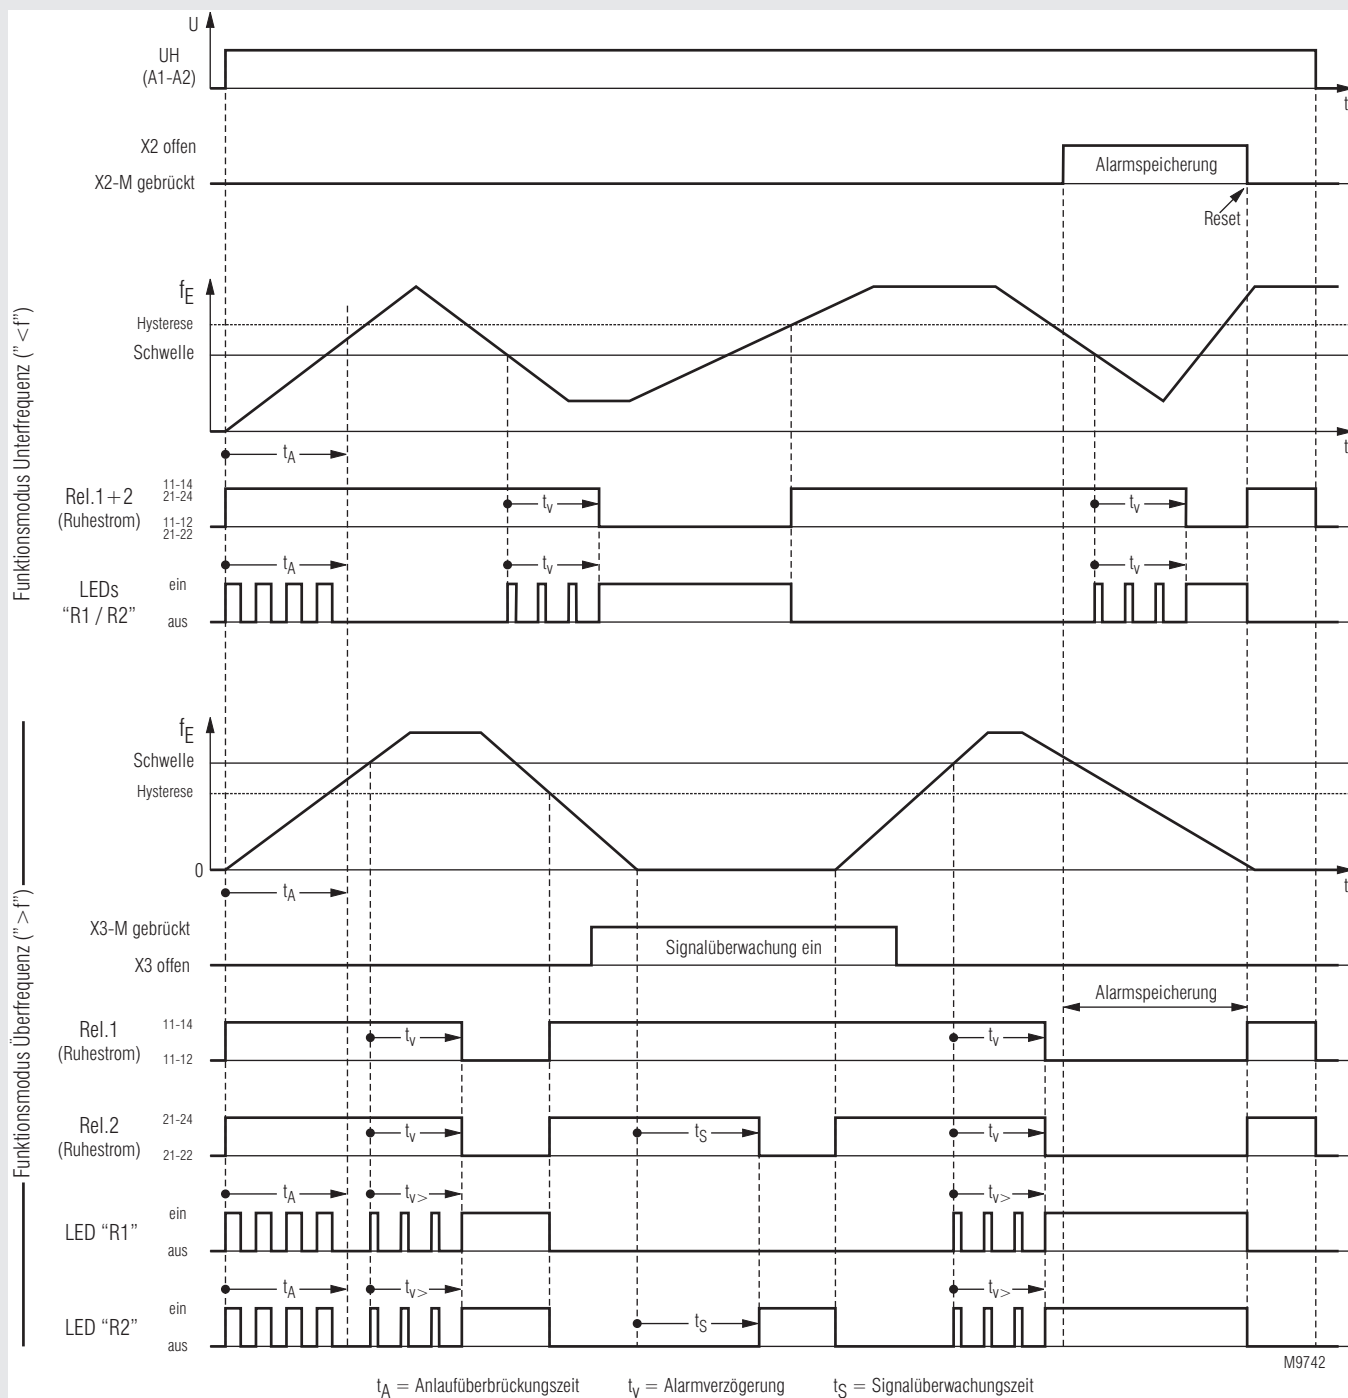 U
UH
(A1-A2)
t
X2 offen
Alarmspeicherung
X2-M gebrückt
Reset
Funktionsmodus Unterfrequenz ("<f")
fE
Hysterese
Schwelle
t
tA
Rel.1+2
(Ruhestrom)
11-14
21-24
11-12
21-22
tv
tv
tA
tv
tv
LEDs
"R1 / R2"
ein
aus
Funktionsmodus Überfrequenz (">f")
fE
Schwelle
Hysterese
0
t
tA
X3-M gebrückt
Signalüberwachung ein
X3 offen
Alarmspeicherung
Rel.1
(Ruhestrom)
11-14
11-12
tv
tv
Rel.2
(Ruhestrom)
21-24
21-22
tv
tS
tv
tA
tv>
tv>
LED "R1"
ein
aus
tA
tv>
tv>
LED "R2"
ein
aus
tS
M9742
tA = Anlaufüberbrückungszeit tv = Alarmverzögerung tS = Signalüberwachungszeit